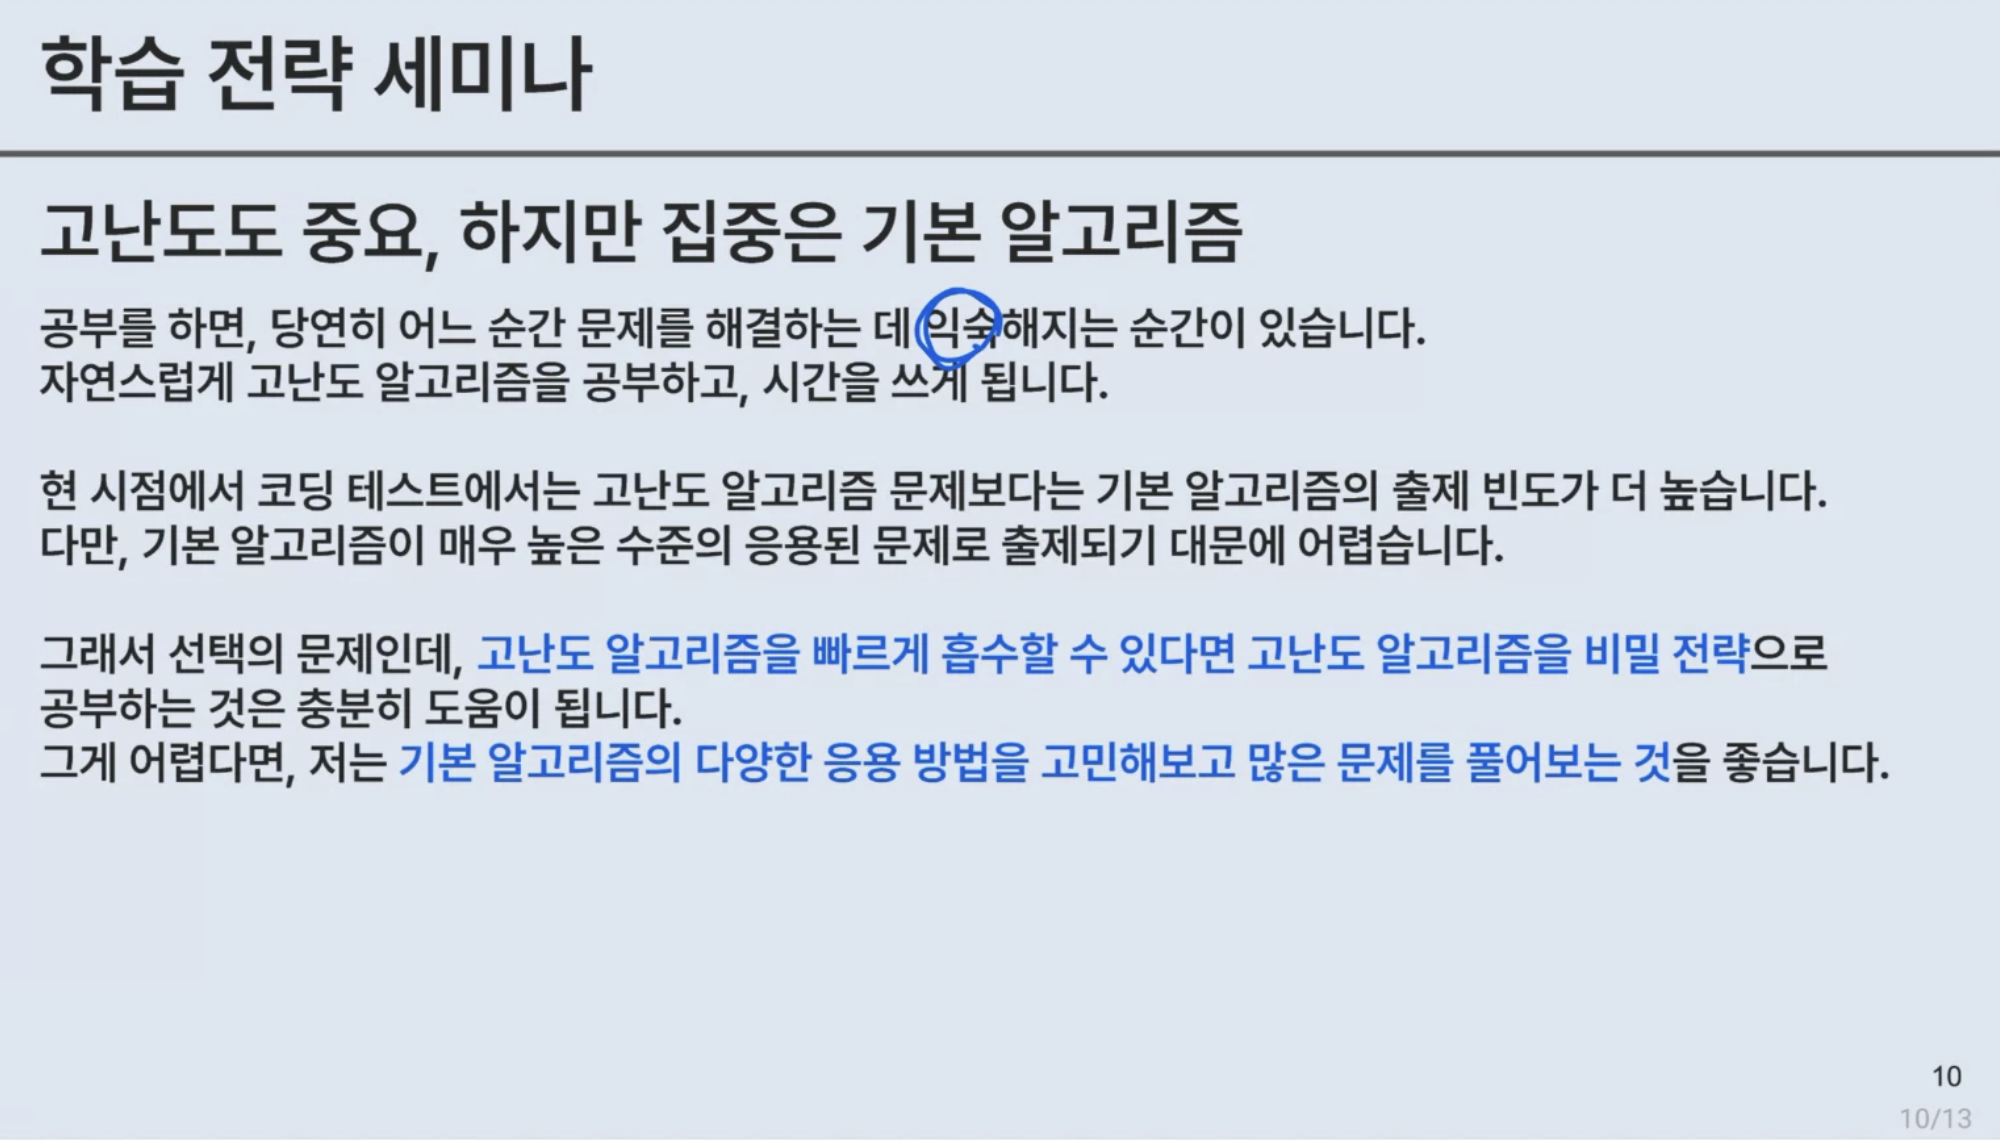 학습 전략 세미나
고난도도 중요, 하지만 집중은 기본 알고리즘
공부를 하면, 당연히 어느 순간 문제를 해결하는 데 익숙해지는 순간이 있습니다.
자연스럽게 고난도 알고리즘을 공부하고, 시간을 쓰게 됩니다.
현 시점에서 코딩 테스트에서는 고난도 알고리즘 문제보다는 기본 알고리즘의 출제 빈도가 더 높습니다.
다만, 기본 알고리즘이 매우 높은 수준의 응용된 문제로 출제되기 대문에 어렵습니다.
그래서 선택의 문제인데, 고난도 알고리즘을 빠르게 흡수할 수 있다면 고난도 알고리즘을 비밀 전략으로
공부하는 것은 충분히 도움이 됩니다.
그게 어렵다면, 저는 기본 알고리즘의 다양한 응용 방법을 고민해보고 많은 문제를 풀어보는 것을 좋습니다.
10
10/13